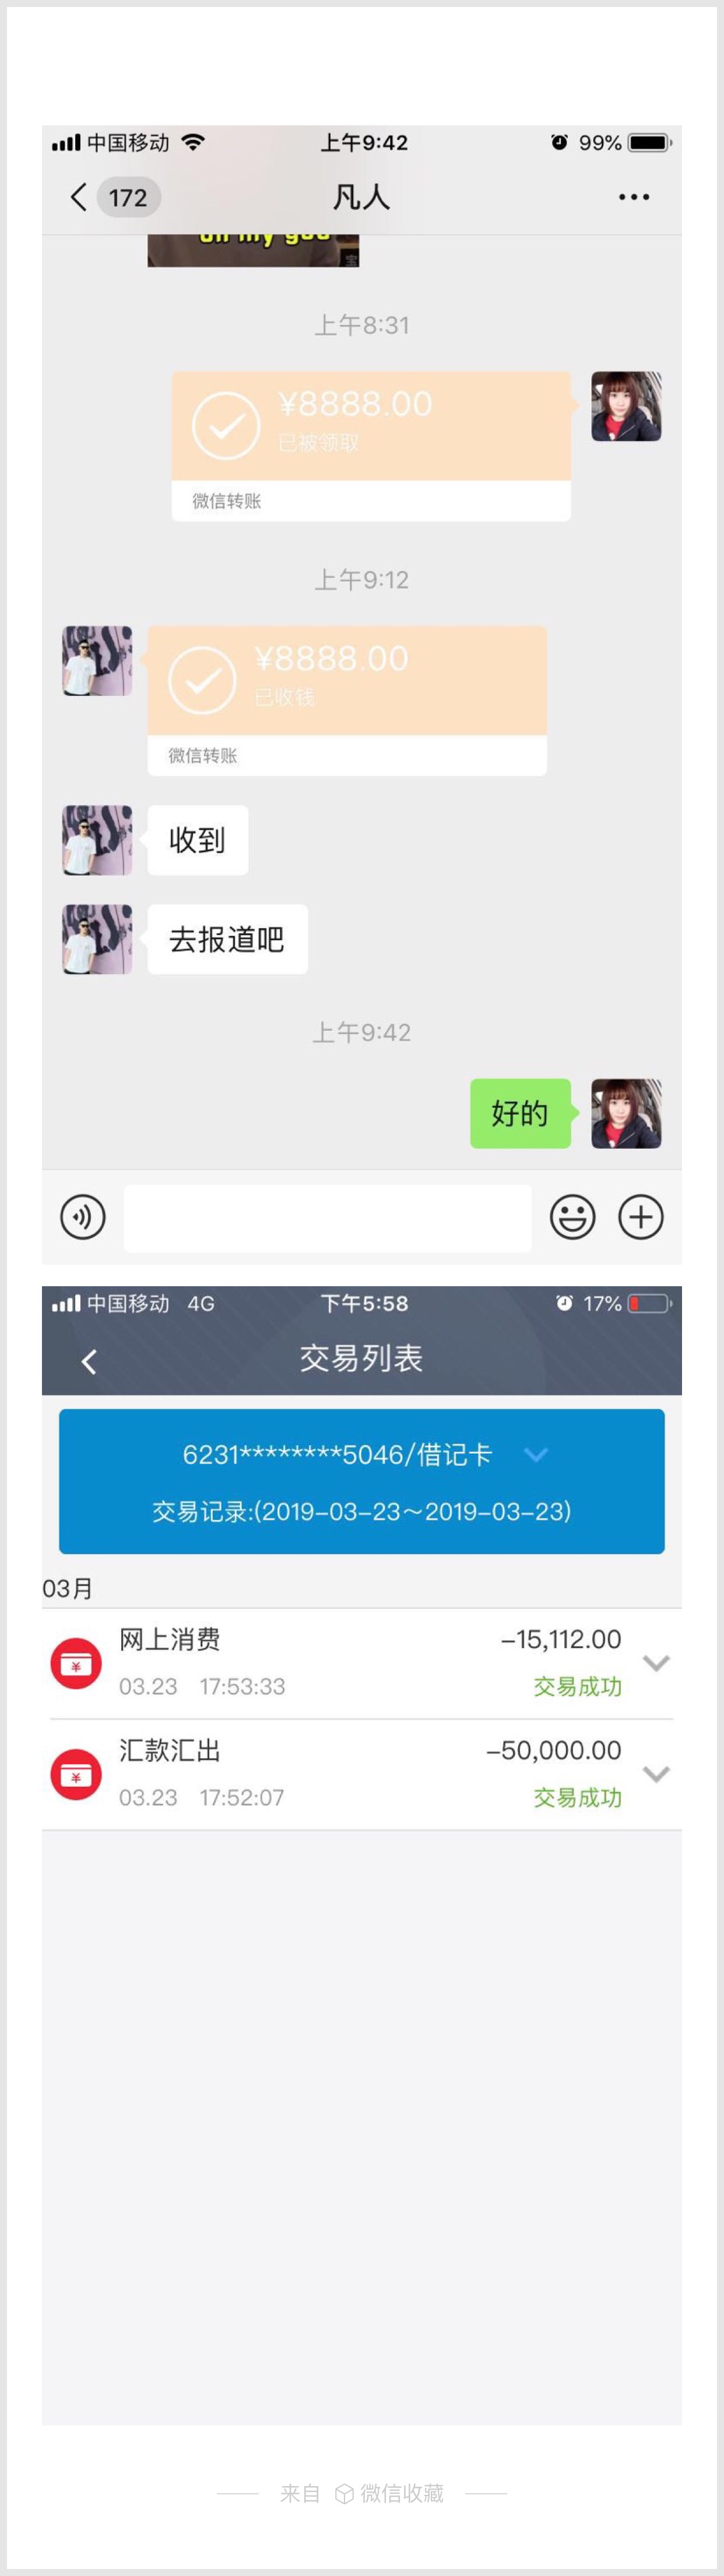 中国移动 上午9:42 99%
172 凡人
oh my god
上午8:31
¥8888.00
已被领取
微信转账
上午9:12
¥8888.00
已收钱
微信转账
收到
去报道吧
上午9:42
好的
中国移动 4G 下午5:58 17%
交易列表
6231********5046/借记卡
交易记录:(2019-03-23~2019-03-23)
03月
网上消费 -15,112.00
03.23 17:53:33 交易成功
汇款汇出 -50,000.00
03.23 17:52:07 交易成功
来自 微信收藏